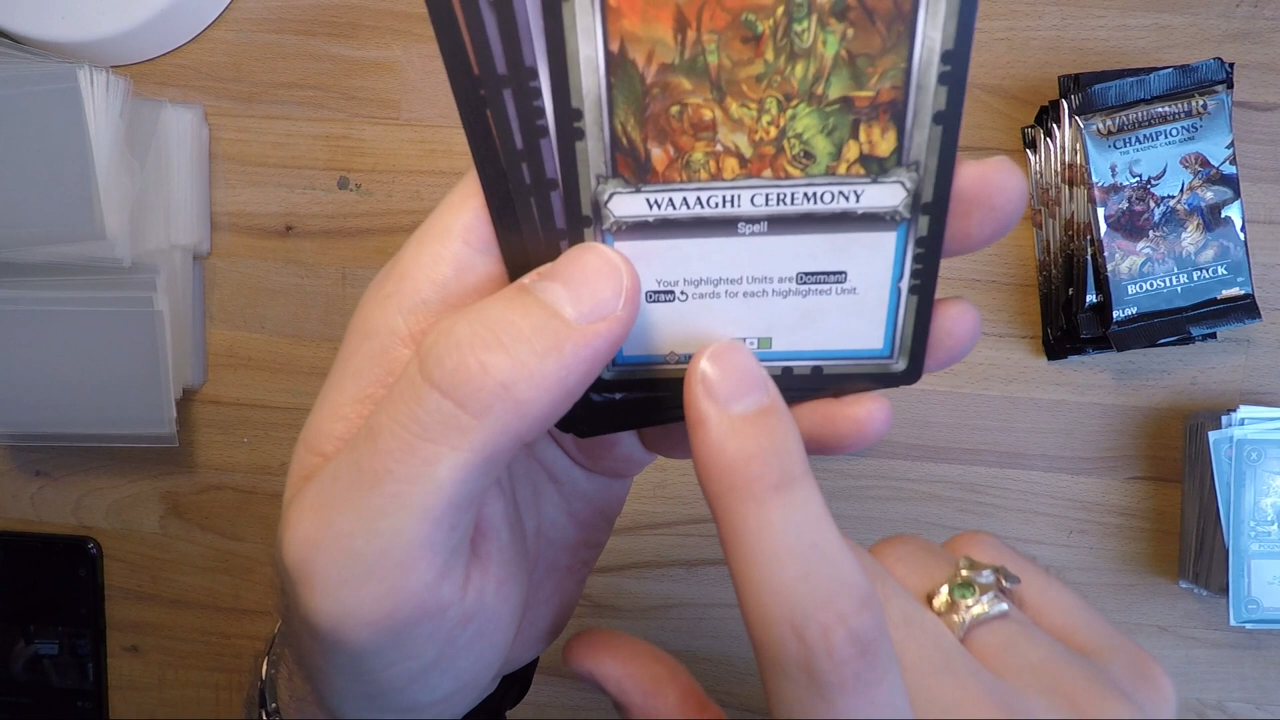 WAAAGH! CEREMONY
Spell
Your highlighted Units are Dormant
Draw cards for each highlighted Unit.
WARHAMMER
AGE OF SIGMAR
CHAMPIONS
THE TRADING CARD GAME
BOOSTER PACK
PLAY
X